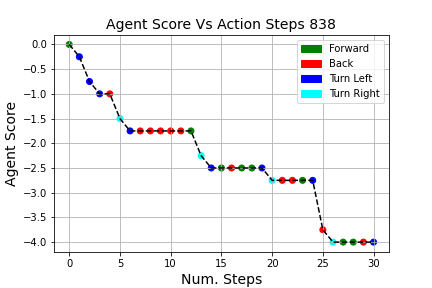 Agent Score Vs Action Steps 838
Agent Score
0.0
−0.5
−1.0
−1.5
−2.0
−2.5
−3.0
−3.5
−4.0
Forward
Back
Turn Left
Turn Right
0 5 10 15 20 25 30
Num. Steps